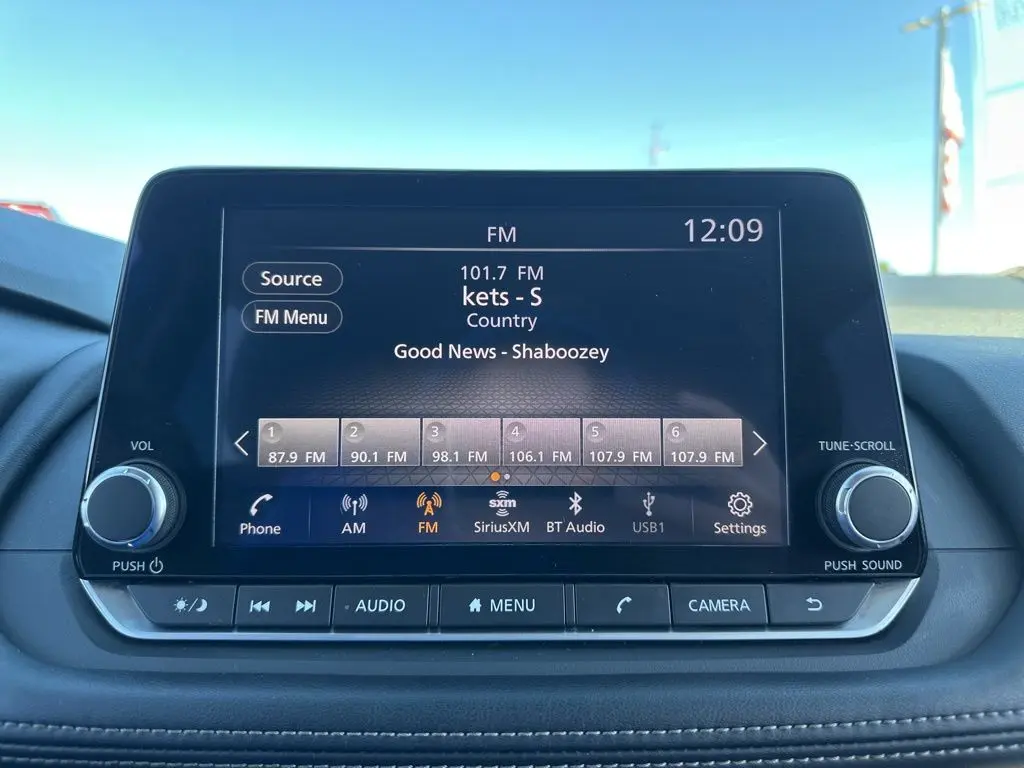 FM
12:09
Source
101.7 FM
kets - S
FM Menu
Country
Good News - Shaboozey
VOL
TUNE·SCROLL
1 2 3 4 5 6
87.9 FM 90.1 FM 98.1 FM 106.1 FM 107.9 FM 107.9 FM
Phone AM FM sxm SiriusXM BT Audio USB1 Settings
PUSH
PUSH SOUND
AUDIO MENU CAMERA